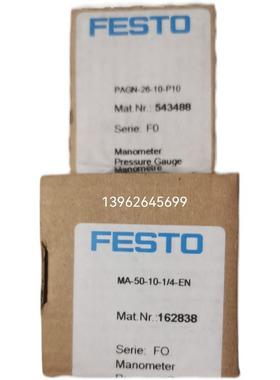 FESTO
PAGN-26-10-P10
Mat.Nr.: 543488
Serie: F0
Manometer
Pressure Gauge
Manomètre
13962645699
FESTO
MA-50-10-1/4-EN
Mat.Nr.:162838
Serie: FO
Manometer